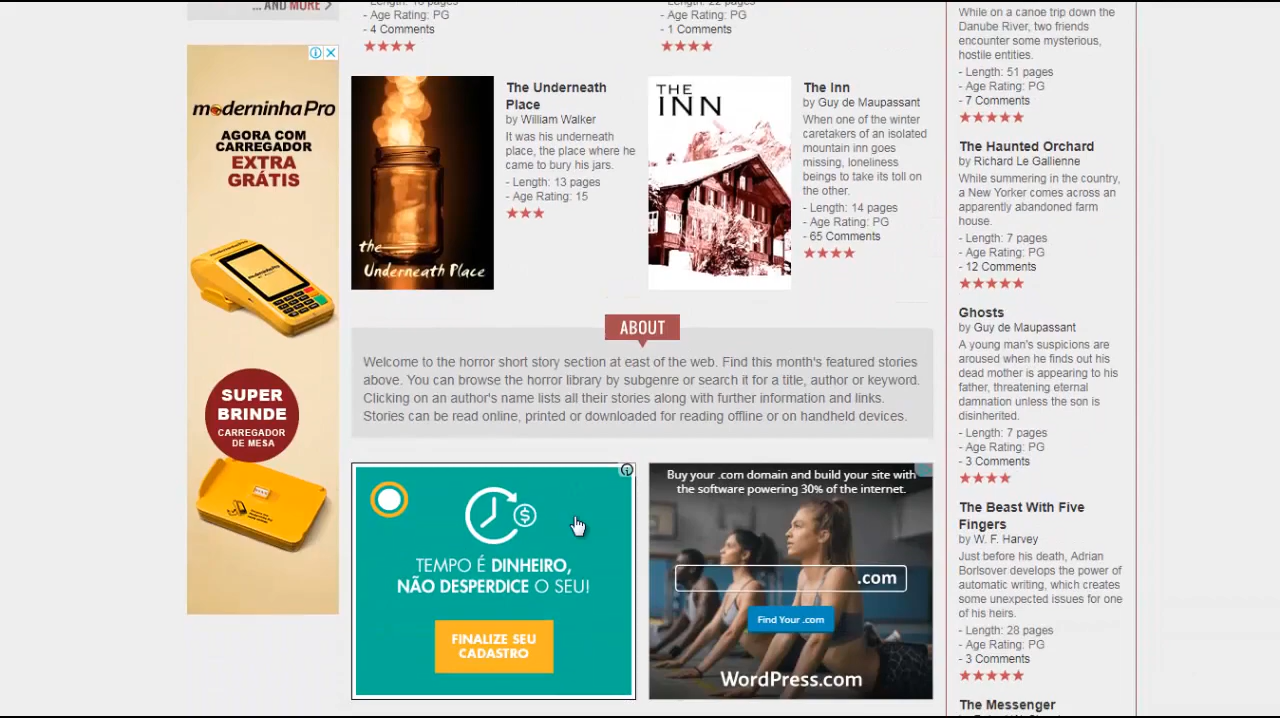 ... AND MORE >
moderninha Pro
AGORA COM
CARREGADOR
EXTRA
GRÁTIS
moderninha Pro
SUPER
BRINDE
CARREGADOR
DE MESA
- Age Rating: PG
- 4 Comments
- Age Rating: PG
- 1 Comments
the
Underneath Place
The Underneath
Place
by William Walker
It was his underneath
place, the place where he
came to bury his jars.
- Length: 13 pages
- Age Rating: 15
THE
INN
The Inn
by Guy de Maupassant
When one of the winter
caretakers of an isolated
mountain inn goes
missing, loneliness
beings to take its toll on
the other.
- Length: 14 pages
- Age Rating: PG
- 65 Comments
ABOUT
Welcome to the horror short story section at east of the web. Find this month's featured stories
above. You can browse the horror library by subgenre or search it for a title, author or keyword.
Clicking on an author's name lists all their stories along with further information and links.
Stories can be read online, printed or downloaded for reading offline or on handheld devices.
TEMPO É DINHEIRO,
NÃO DESPERDICE O SEU!
FINALIZE SEU
CADASTRO
Buy your .com domain and build your site with
the software powering 30% of the internet.
.com
Find Your .com
WordPress.com
While on a canoe trip down the
Danube River, two friends
encounter some mysterious,
hostile entities.
- Length: 51 pages
- Age Rating: PG
- 7 Comments
The Haunted Orchard
by Richard Le Gallienne
While summering in the country,
a New Yorker comes across an
apparently abandoned farm
house.
- Length: 7 pages
- Age Rating: PG
- 12 Comments
Ghosts
by Guy de Maupassant
A young man's suspicions are
aroused when he finds out his
dead mother is appearing to his
father, threatening eternal
damnation unless the son is
disinherited.
- Length: 7 pages
- Age Rating: PG
- 3 Comments
The Beast With Five
Fingers
by W. F. Harvey
Just before his death, Adrian
Borlsover develops the power of
automatic writing, which creates
some unexpected issues for one
of his heirs.
- Length: 28 pages
- Age Rating: PG
- 3 Comments
The Messenger